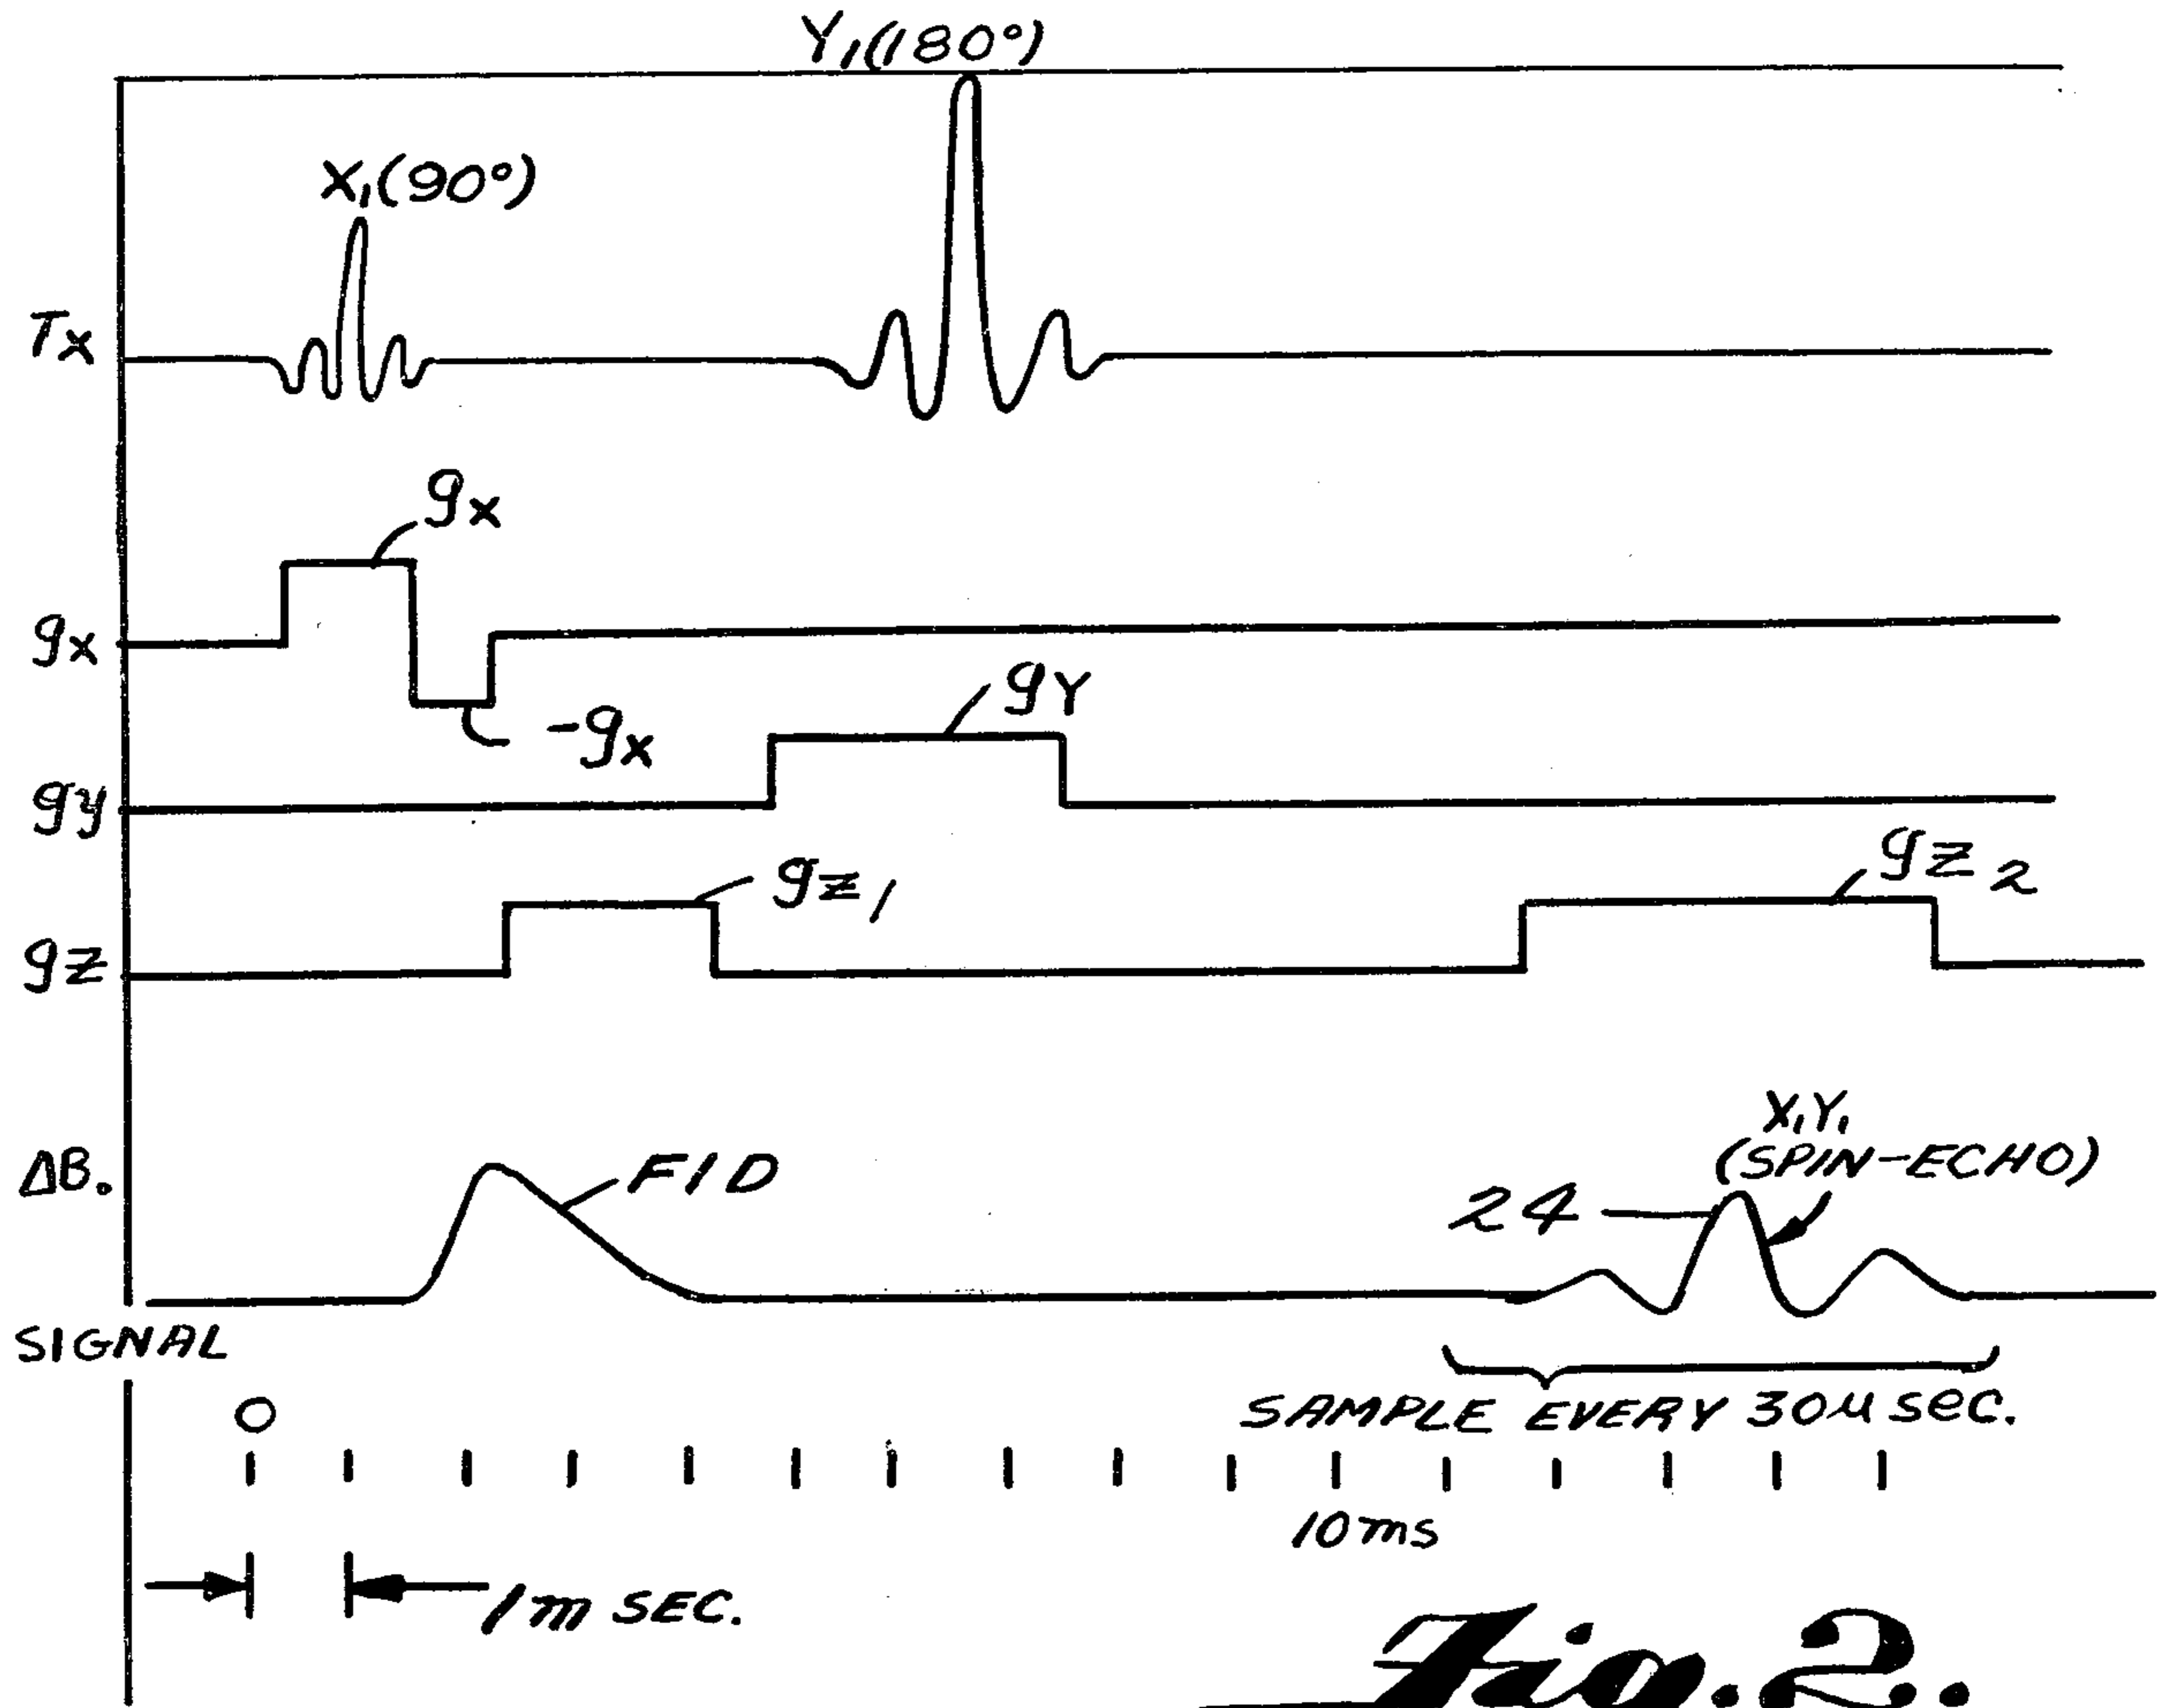 Y1(180°)
X1(90°)
Tx
gx
gx
-gx
gY
gy
gz1
gz2
gz
X1Y1
(SPIN-ECHO)
ΔB.
FID
24
SIGNAL
0
SAMPLE EVERY 30μ sec.
10ms
1m SEC.
Fig. 2.